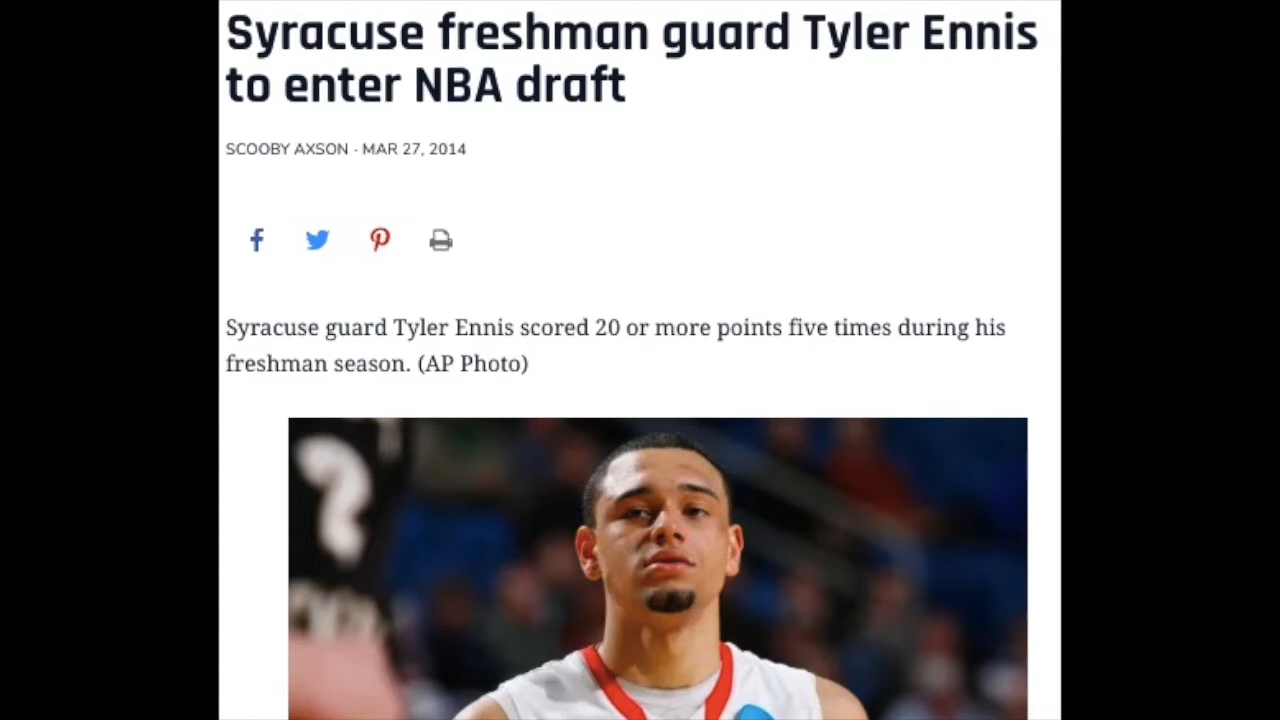 Syracuse freshman guard Tyler Ennis
to enter NBA draft
SCOOBY AXSON - MAR 27, 2014
Syracuse guard Tyler Ennis scored 20 or more points five times during his
freshman season. (AP Photo)